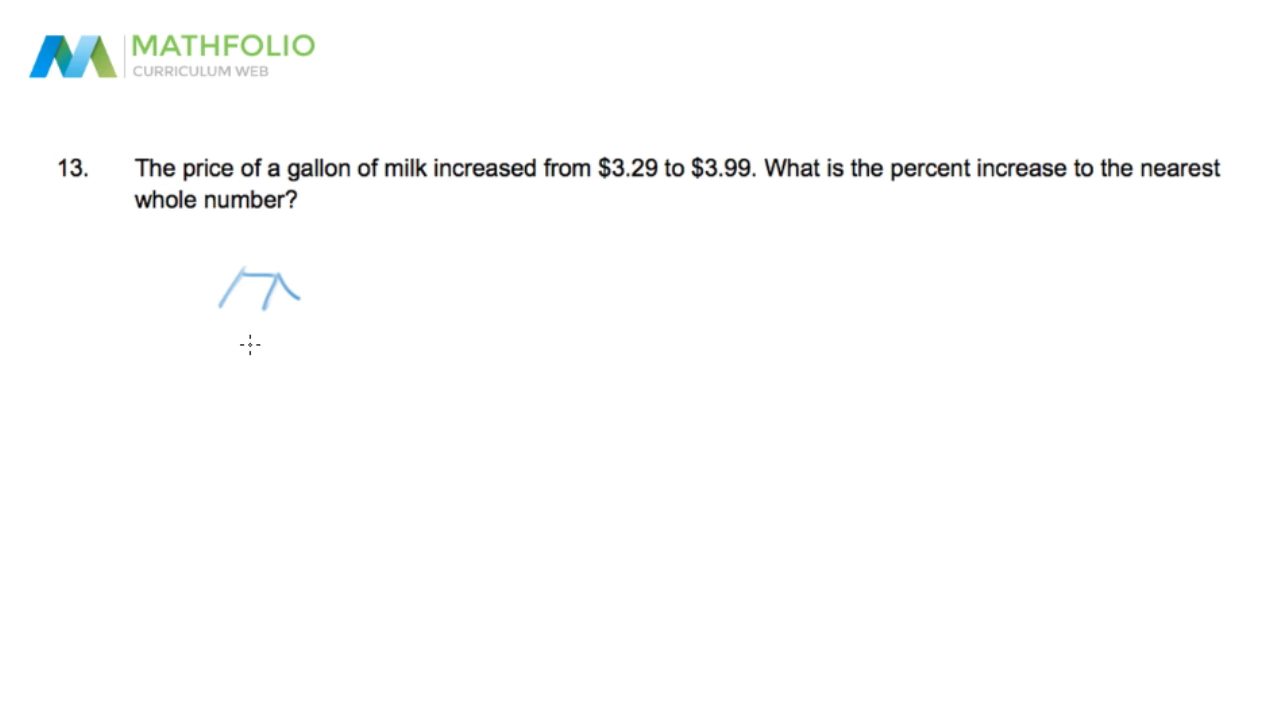 MATHFOLIO
CURRICULUM WEB
13. The price of a gallon of milk increased from $3.29 to $3.99. What is the percent increase to the nearest
whole number?